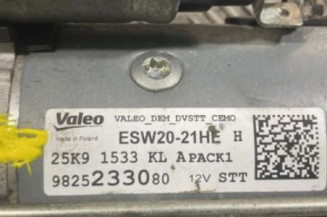 Valeo VALEO_DEM_DVSTT_CEMO
Made in Poland
ESW20-21HE H
25K9 1533 KL APACK1
9825233080 12V STT